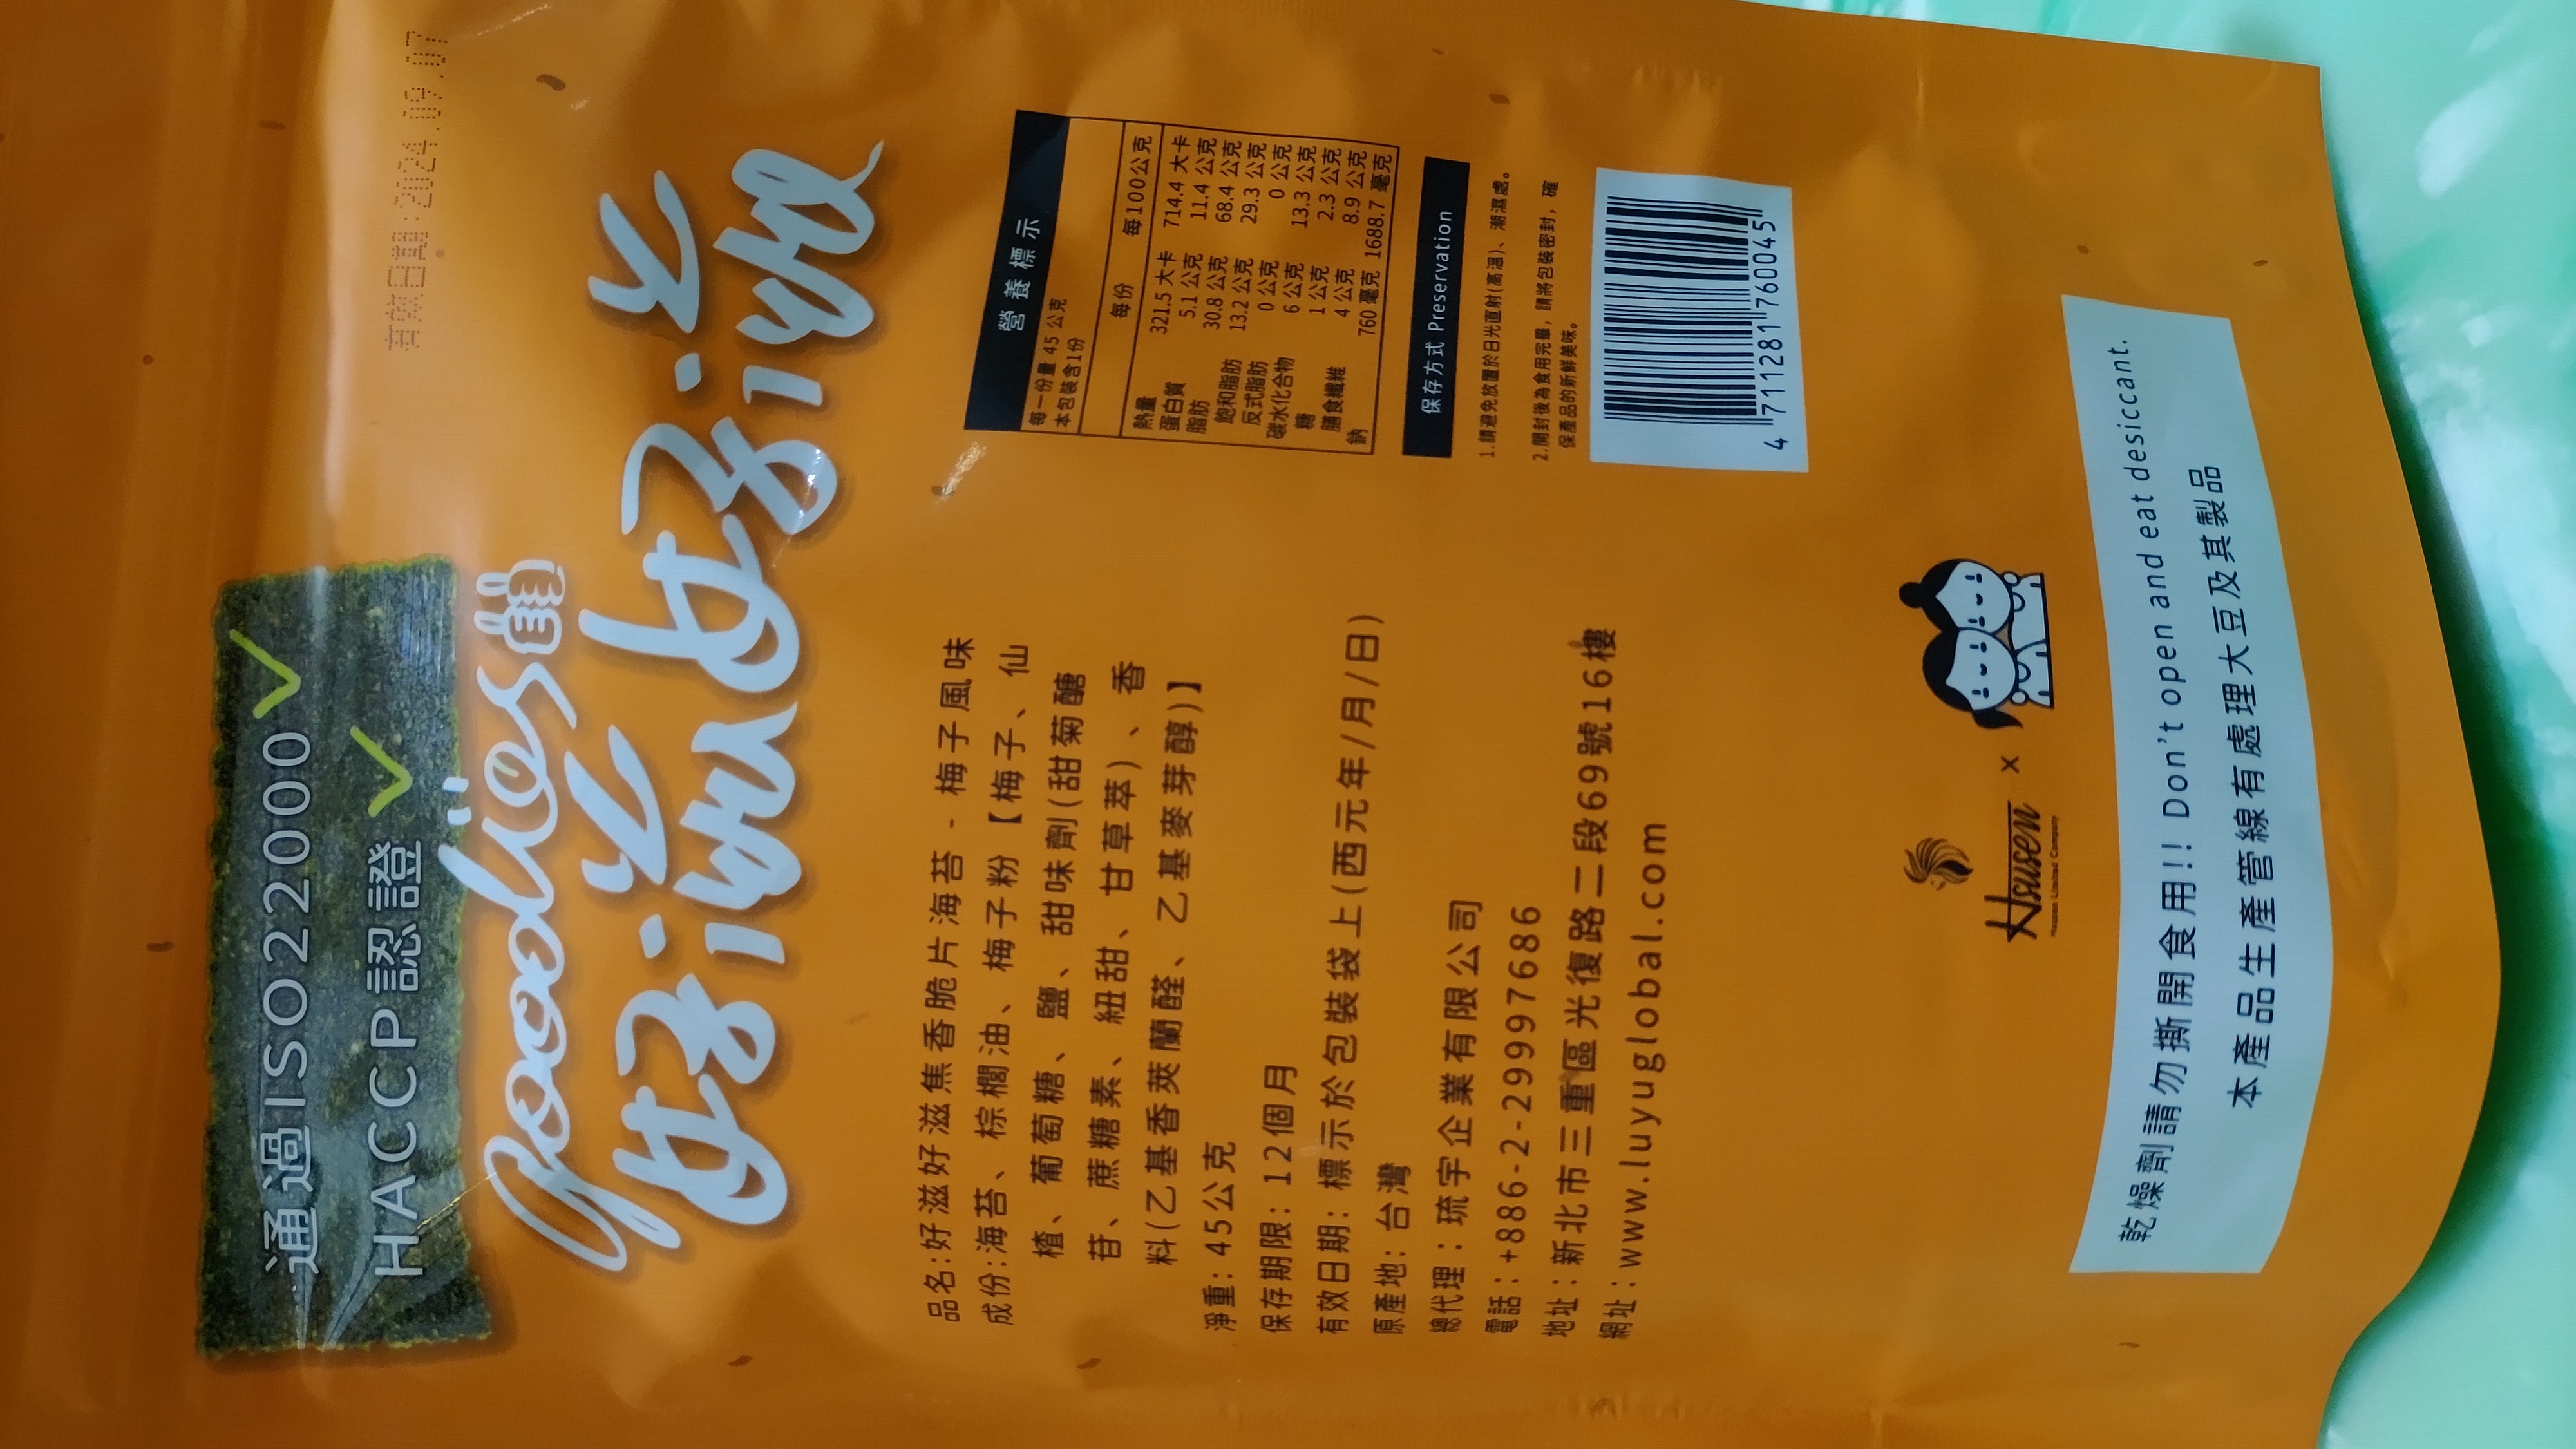 有效日期:2024.09.07
通過ISO22000
HACCP認證
goodies
好滋好滋
品名:好滋好滋焦香脆片海苔-梅子風味
成份:海苔、棕櫚油、梅子粉【梅子、仙
楂、葡萄糖、鹽、甜味劑(甜菊醣
苷、蔗糖素、紐甜、甘草萃)、香
料(乙基香莢蘭醛、乙基麥芽醇)】
淨重:45公克
保存期限:12個月
有效日期:標示於包裝袋上(西元年/月/日)
原產地:台灣
總代理:琉宇企業有限公司
電話:+886-2-29997686
地址:新北市三重區光復路二段69號16樓
網址:www.luyuglobal.com
營養標示
每一份量 45 公克
本包裝含1份
每份 每100公克
熱量 321.5 大卡 714.4 大卡
蛋白質 5.1 公克 11.4 公克
脂肪 30.8 公克 68.4 公克
飽和脂肪 13.2 公克 29.3 公克
反式脂肪 0 公克 0 公克
碳水化合物 6 公克 13.3 公克
糖 1 公克 2.3 公克
膳食纖維 4 公克 8.9 公克
鈉 760 毫克 1688.7 毫克
保存方式 Preservation
1.請避免放置於日光直射(高溫)、潮濕處。
2.開封後為食用完畢，請將包裝密封，確
保產品的新鮮美味。
4 711281 760045
Hsusen
Hsusen Limited Company
×
乾燥劑請勿撕開食用!! Don't open and eat desiccant.
本產品生產管線有處理大豆及其製品